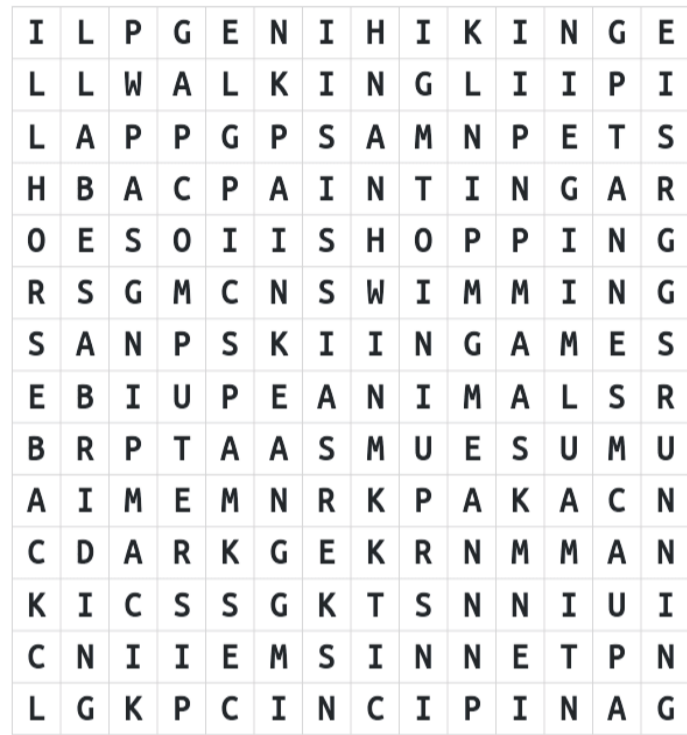 I L P G E N I H I K I N G E
L L W A L K I N G L I I P I
L A P P G P S A M N P E T S
H B A C P A I N T I N G A R
O E S O I I S H O P P I N G
R S G M C N S W I M M I N G
S A N P S K I I N G A M E S
E B I U P E A N I M A L S R
B R P T A A S M U E S U M U
A I M E M N R K P A K A C N
C D A R K G E K R N M M A N
K I C S S G K T S N N I U I
C N I I E M S I N N E T P N
L G K P C I N C I P I N A G